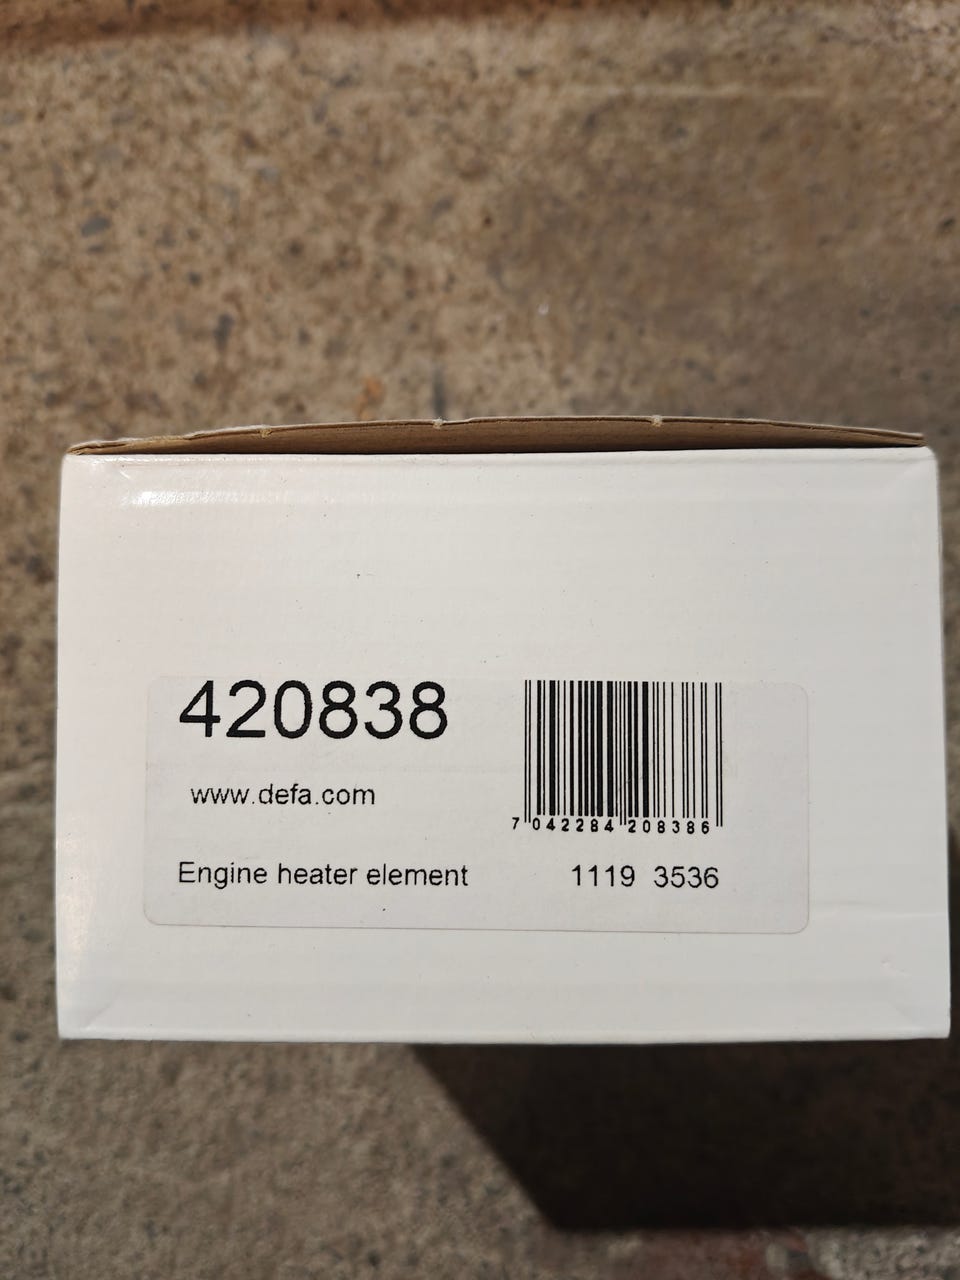 420838
www.defa.com
7 042284 208386
Engine heater element 1119 3536